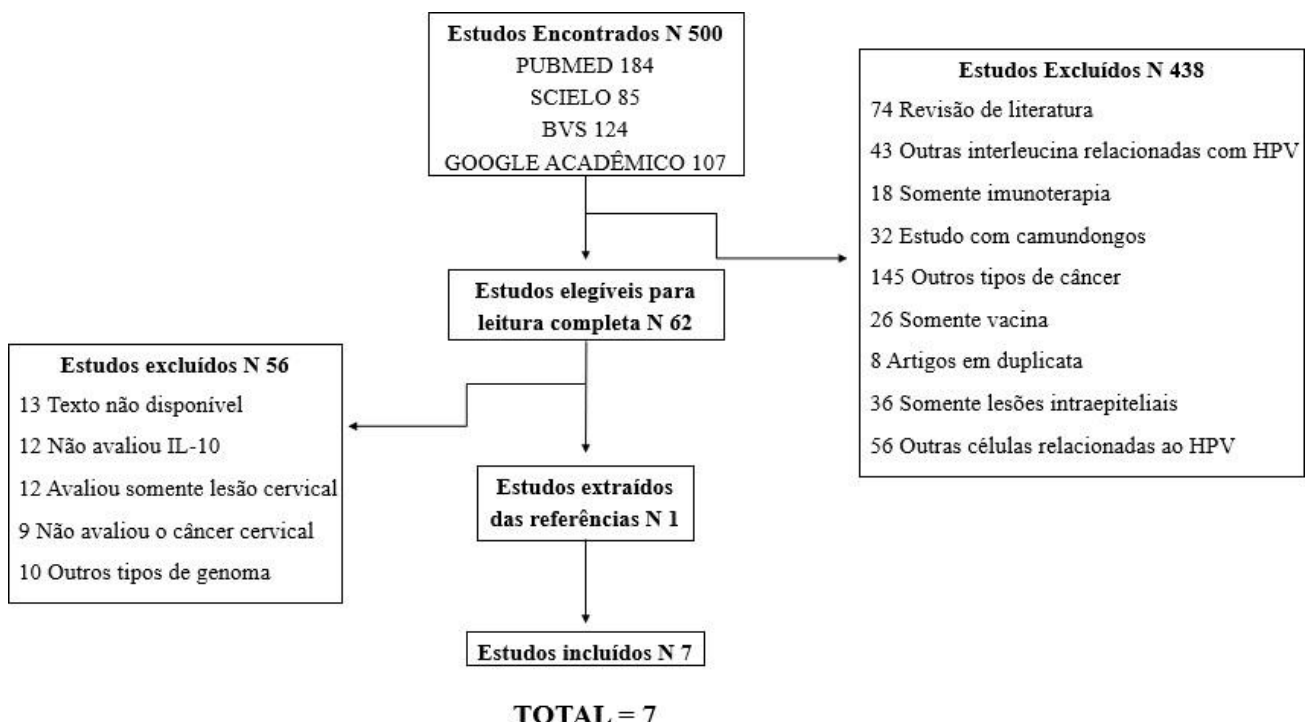 Estudos Encontrados N 500
PUBMED 184
SCIELO 85
BVS 124
GOOGLE ACADÊMICO 107
Estudos Excluídos N 438
74 Revisão de literatura
43 Outras interleucina relacionadas com HPV
18 Somente imunoterapia
32 Estudo com camundongos
145 Outros tipos de câncer
26 Somente vacina
8 Artigos em duplicata
36 Somente lesões intraepiteliais
56 Outras células relacionadas ao HPV
Estudos elegíveis para
leitura completa N 62
Estudos excluídos N 56
13 Texto não disponível
12 Não avaliou IL-10
12 Avaliou somente lesão cervical
9 Não avaliou o câncer cervical
10 Outros tipos de genoma
Estudos extraídos
das referências N 1
Estudos incluídos N 7
TOTAL = 7